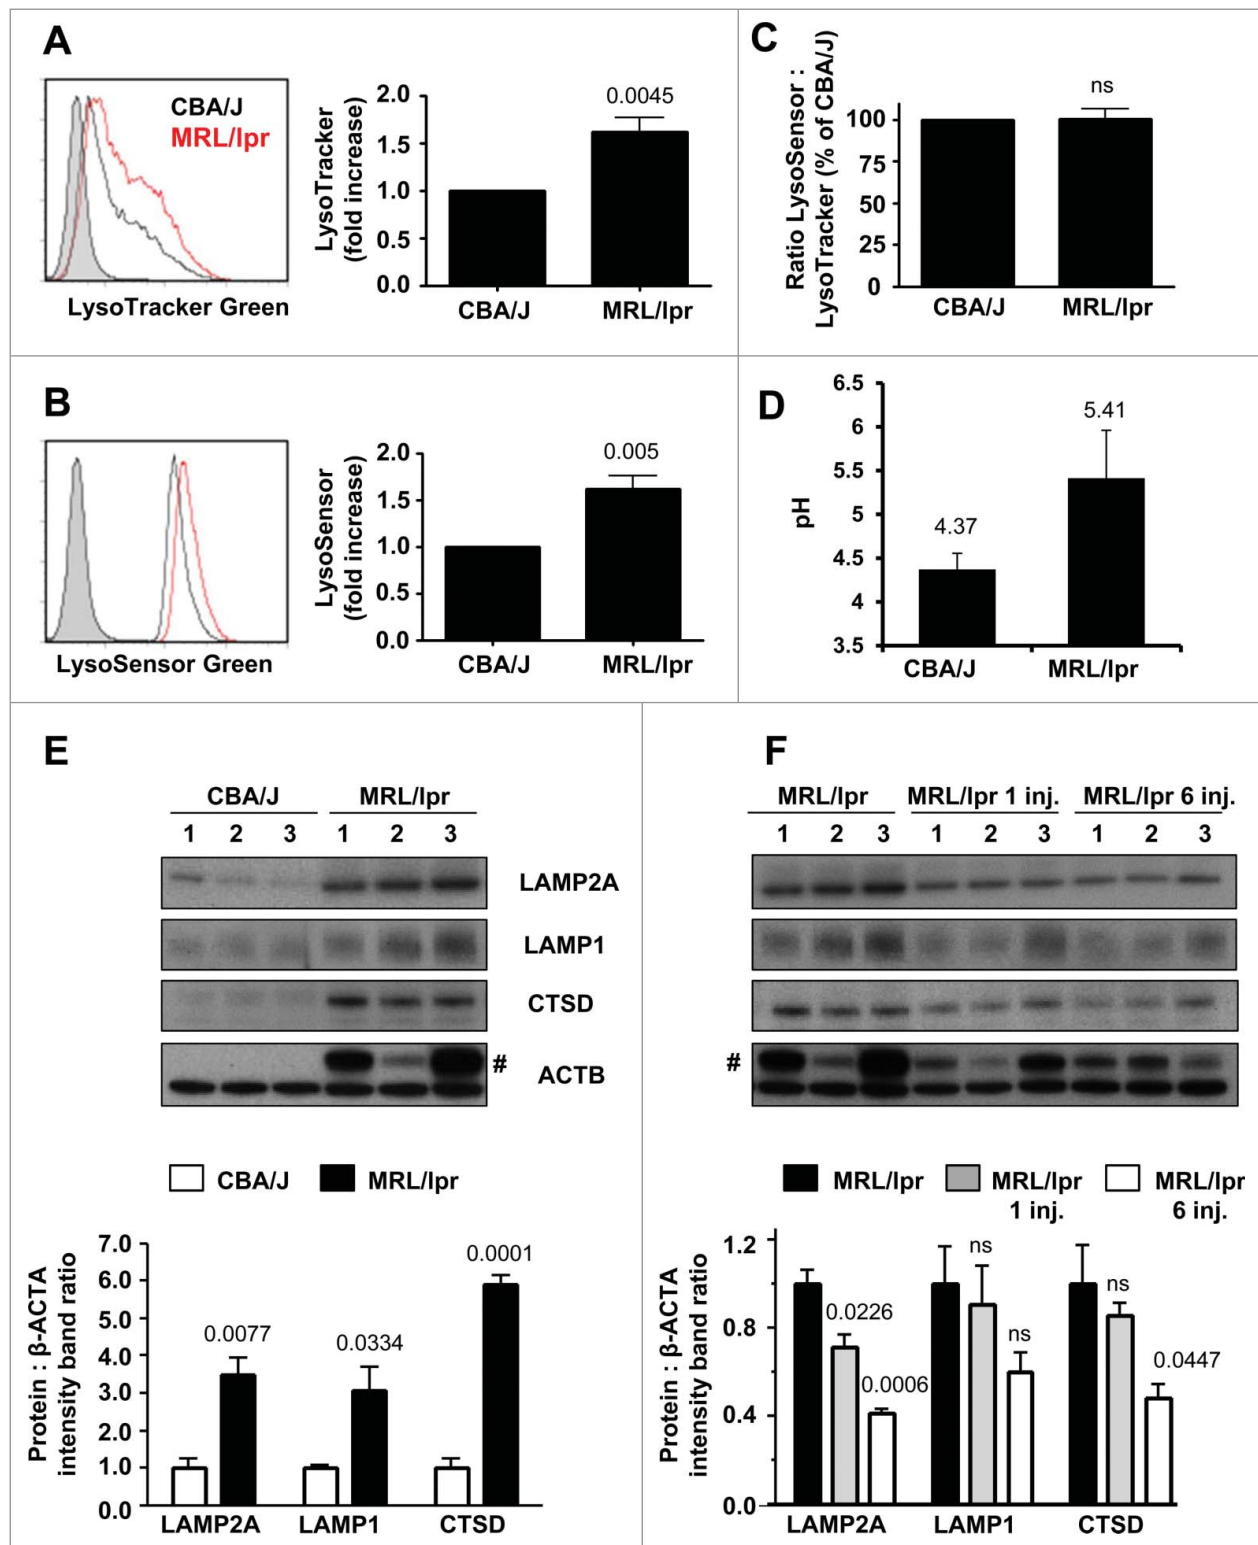 A
CBA/J
MRL/lpr
LysoTracker Green
LysoTracker
(fold increase)
2.0
1.5
1.0
0.5
0.0
0.0045
CBA/J
MRL/lpr
C
Ratio LysoSensor :
LysoTracker (% of CBA/J)
100
75
50
25
0
ns
CBA/J
MRL/lpr
B
LysoSensor Green
LysoSensor
(fold increase)
2.0
1.5
1.0
0.5
0.0
0.005
CBA/J
MRL/lpr
D
pH
6.5
6
5.5
5
4.5
4
3.5
4.37
5.41
CBA/J
MRL/lpr
E
CBA/J
MRL/lpr
1 2 3 1 2 3
LAMP2A
LAMP1
CTSD
#
ACTB
CBA/J
MRL/lpr
Protein : β-ACTA
intensity band ratio
7.0
6.0
5.0
4.0
3.0
2.0
1.0
0.0
0.0077
0.0334
0.0001
LAMP2A
LAMP1
CTSD
F
MRL/lpr
MRL/lpr 1 inj.
MRL/lpr 6 inj.
1 2 3 1 2 3 1 2 3
#
MRL/lpr
MRL/lpr
1 inj.
MRL/lpr
6 inj.
Protein : β-ACTA
intensity band ratio
1.2
0.8
0.4
0.0
0.0226
0.0006
ns
ns
ns
0.0447
LAMP2A
LAMP1
CTSD